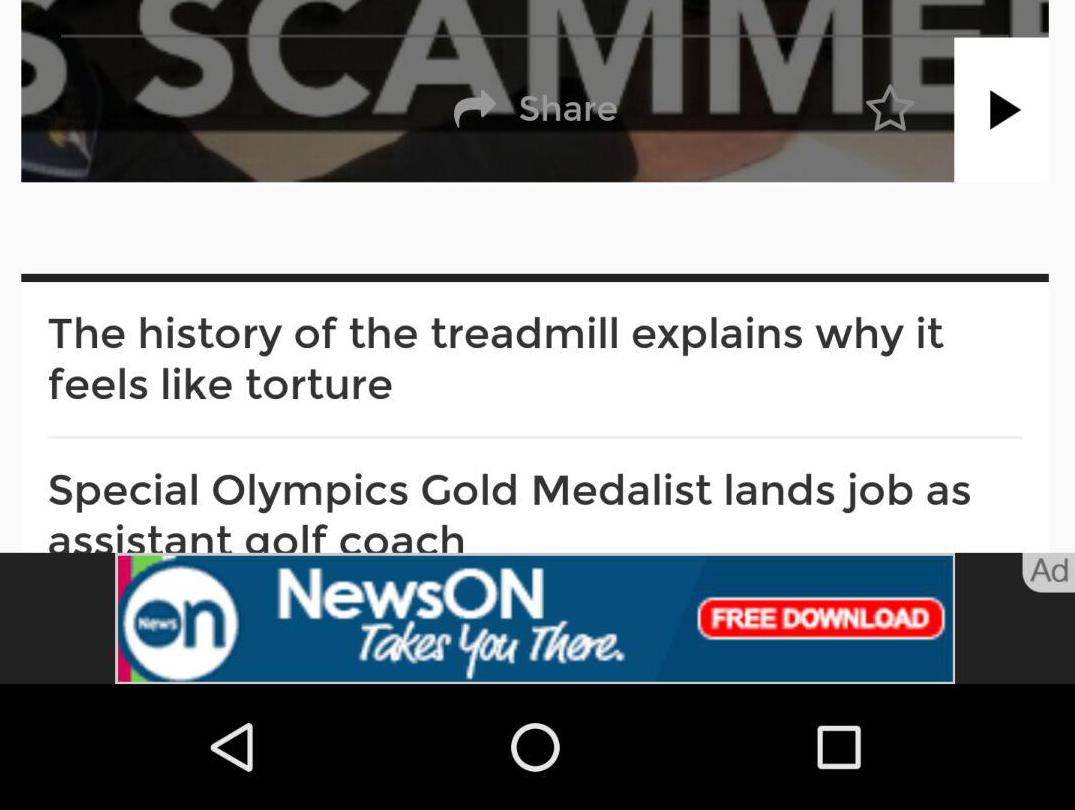 S SCAMME
Share
The history of the treadmill explains why it
feels like torture
Special Olympics Gold Medalist lands job as
assistant golf coach
Ad
News on
NewsON
Takes You There.
FREE DOWNLOAD